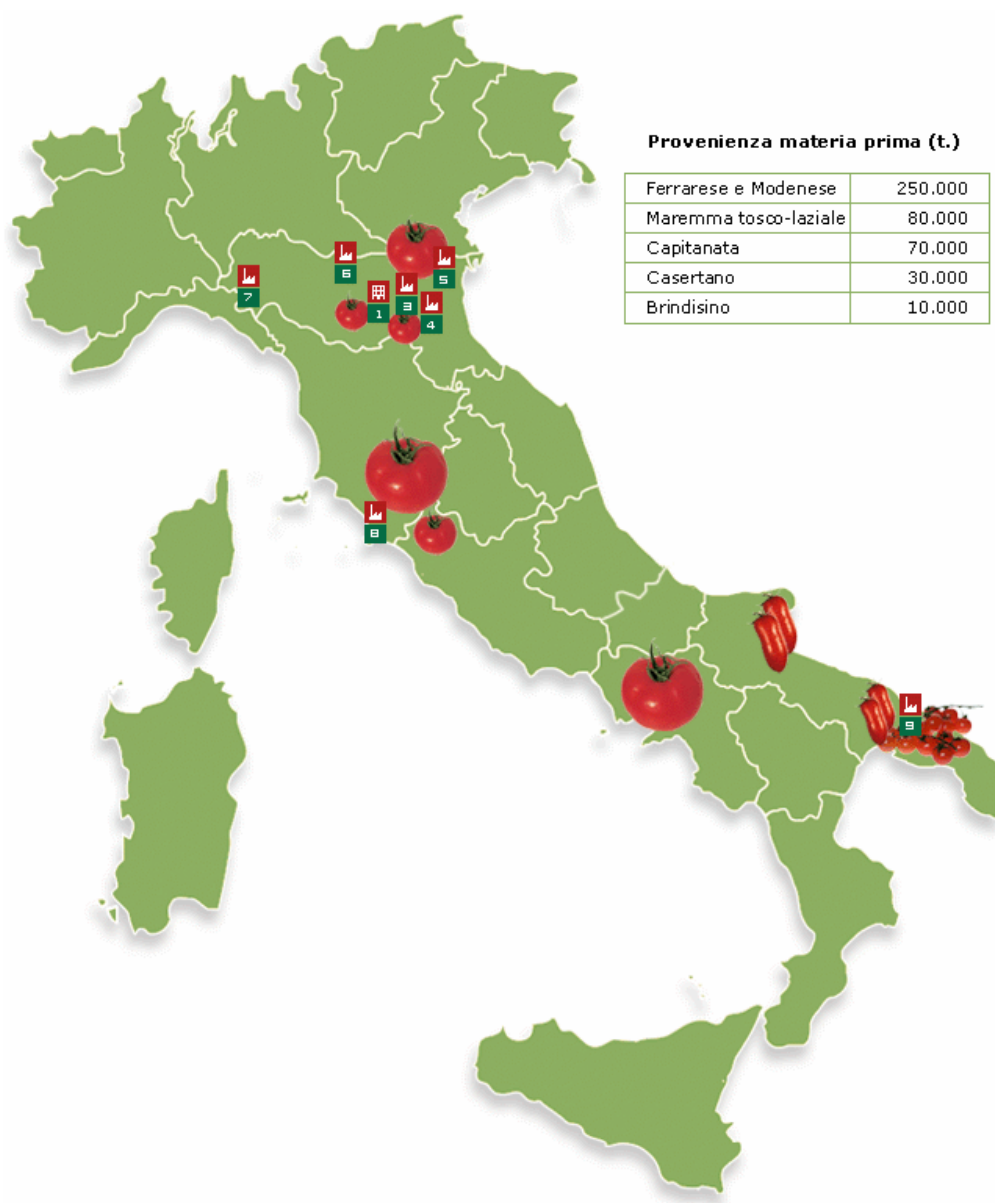 Provenienza materia prima (t.)
Ferrarese e Modenese 250.000
Maremma tosco-laziale 80.000
Capitanata 70.000
Casertano 30.000
Brindisino 10.000
6
5
7
1
3
4
8
9